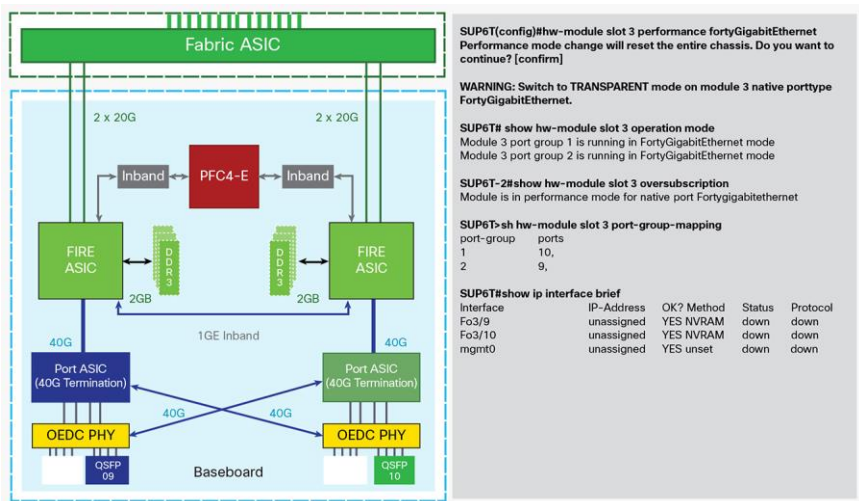 Fabric ASIC
2 x 20G
2 x 20G
Inband
PFC4-E
Inband
FIRE
ASIC
DDR3
DDR3
FIRE
ASIC
2GB
2GB
1GE Inband
40G
40G
Port ASIC
(40G Termination)
Port ASIC
(40G Termination)
40G
40G
OEDC PHY
OEDC PHY
QSFP
09
Baseboard
QSFP
10
SUP6T(config)#hw-module slot 3 performance fortyGigabitEthernet
Performance mode change will reset the entire chassis. Do you want to
continue? [confirm]
WARNING: Switch to TRANSPARENT mode on module 3 native porttype
FortyGigabitEthernet.
SUP6T# show hw-module slot 3 operation mode
Module 3 port group 1 is running in FortyGigabitEthernet mode
Module 3 port group 2 is running in FortyGigabitEthernet mode
SUP6T-2#show hw-module slot 3 oversubscription
Module is in performance mode for native port Fortygigabitethernet
SUP6T>sh hw-module slot 3 port-group-mapping
port-group ports
1 10,
2 9,
SUP6T#show ip interface brief
Interface IP-Address OK? Method Status Protocol
Fo3/9 unassigned YES NVRAM down down
Fo3/10 unassigned YES NVRAM down down
mgmt0 unassigned YES unset down down